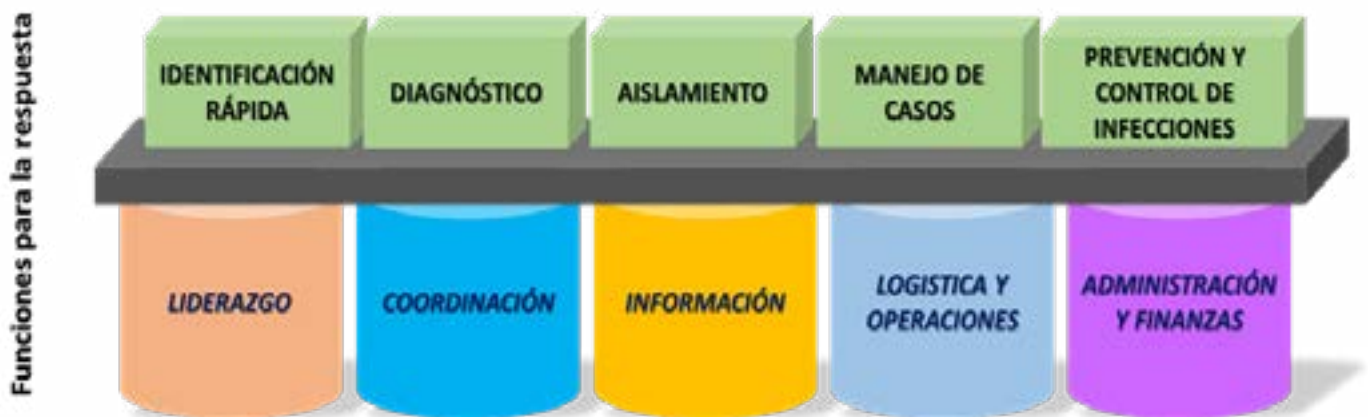 Funciones para la respuesta
IDENTIFICACIÓN
RÁPIDA
DIAGNÓSTICO
AISLAMIENTO
MANEJO DE
CASOS
PREVENCIÓN Y
CONTROL DE
INFECCIONES
LIDERAZGO
COORDINACIÓN
INFORMACIÓN
LOGISTICA Y
OPERACIONES
ADMINISTRACIÓN
Y FINANZAS